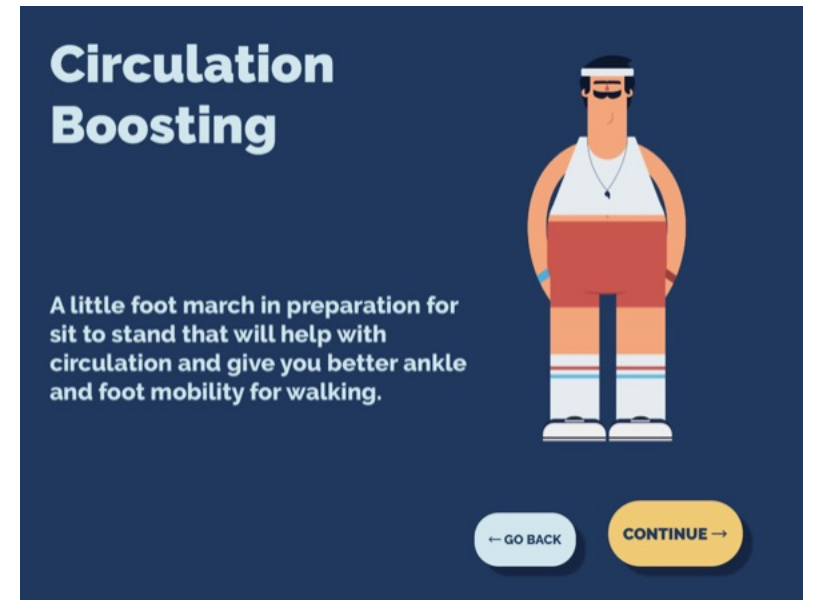 Circulation
Boosting
A little foot march in preparation for
sit to stand that will help with
circulation and give you better ankle
and foot mobility for walking.
← GO BACK
CONTINUE →